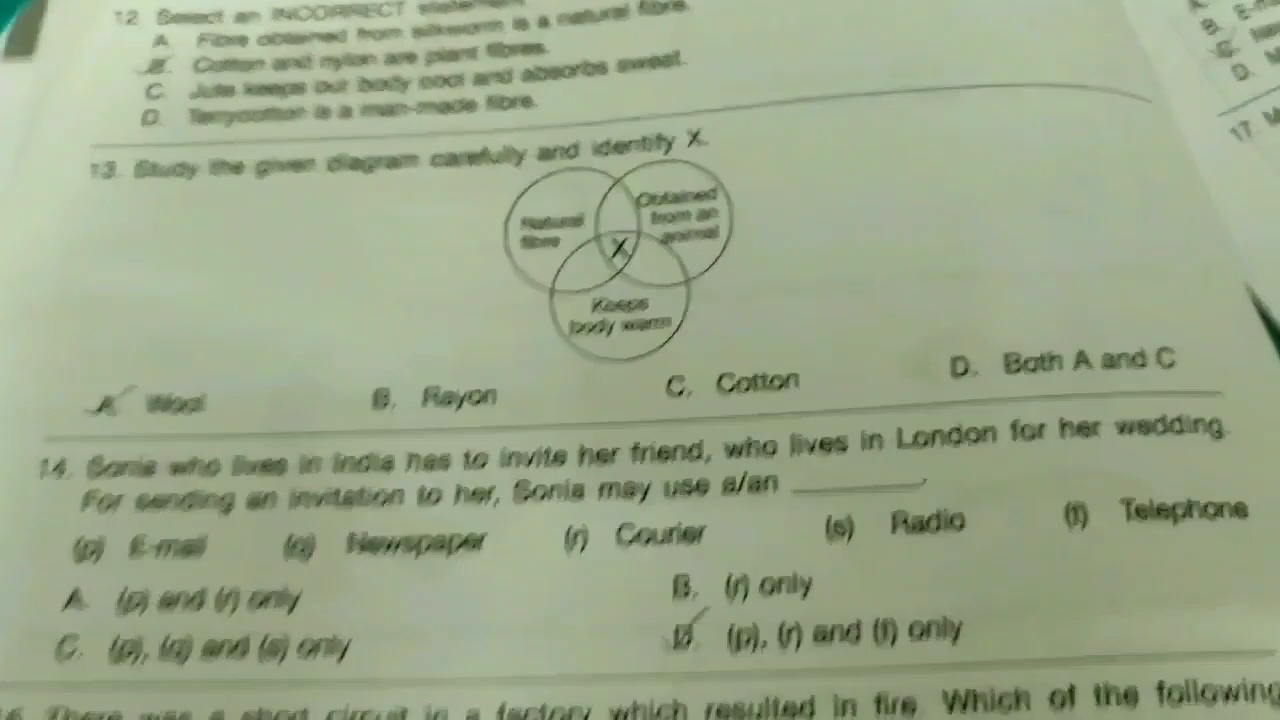 12. Select an INCORRECT statement
A. Fibre obtained from silkworm is a natural fibre.
B. Cotton and nylon are plant fibres.
C. Jute keeps our body cool and absorbs sweat.
D. Terrycotton is a man-made fibre.
13. Study the given diagram carefully and identify X.
Natural
fibre
Obtained
from an
animal
X
Keeps
body warm
A. Wool B. Rayon C. Cotton D. Both A and C
14. Sonia who lives in India has to invite her friend, who lives in London for her wedding.
For sending an invitation to her, Sonia may use a/an ________.
(p) E-mail (q) Newspaper (r) Courier (s) Radio (t) Telephone
A. (p) and (r) only B. (r) only
C. (p), (q) and (s) only D. (p), (r) and (t) only
There was a short circuit in a factory which resulted in fire. Which of the following
17.
D.